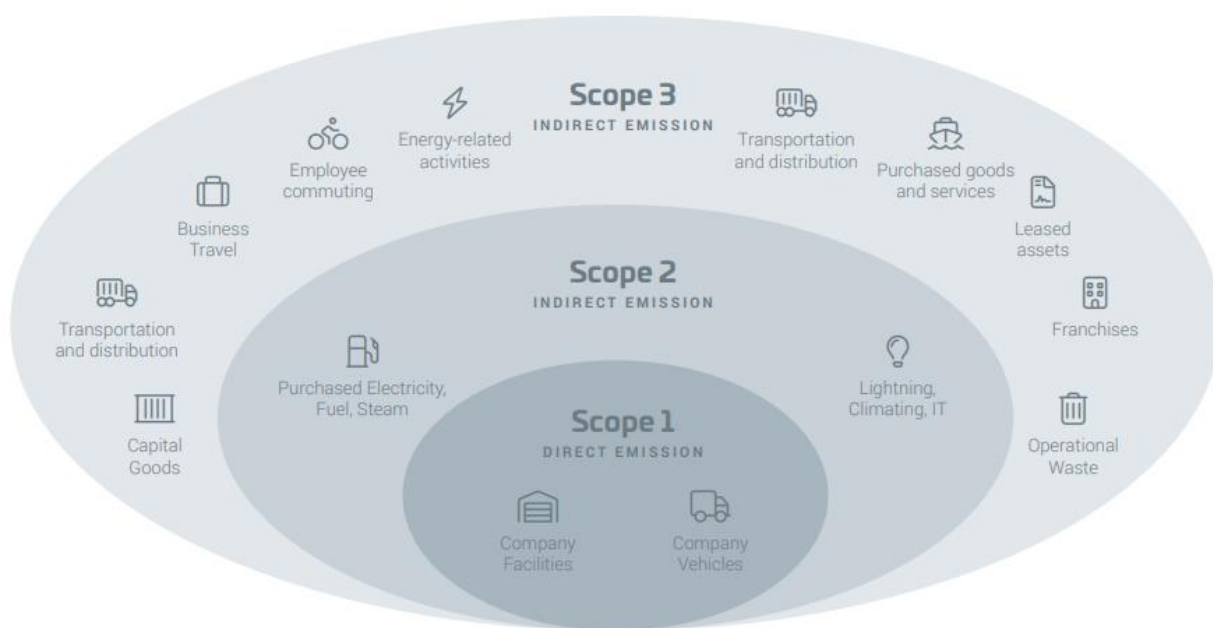 Scope 3
INDIRECT EMISSION
Energy-related
activities
Transportation
and distribution
Employee
commuting
Purchased goods
and services
Business
Travel
Leased
assets
Transportation
and distribution
Franchises
Capital
Goods
Operational
Waste
Scope 2
INDIRECT EMISSION
Purchased Electricity,
Fuel, Steam
Lightning,
Climating, IT
Scope 1
DIRECT EMISSION
Company
Facilities
Company
Vehicles